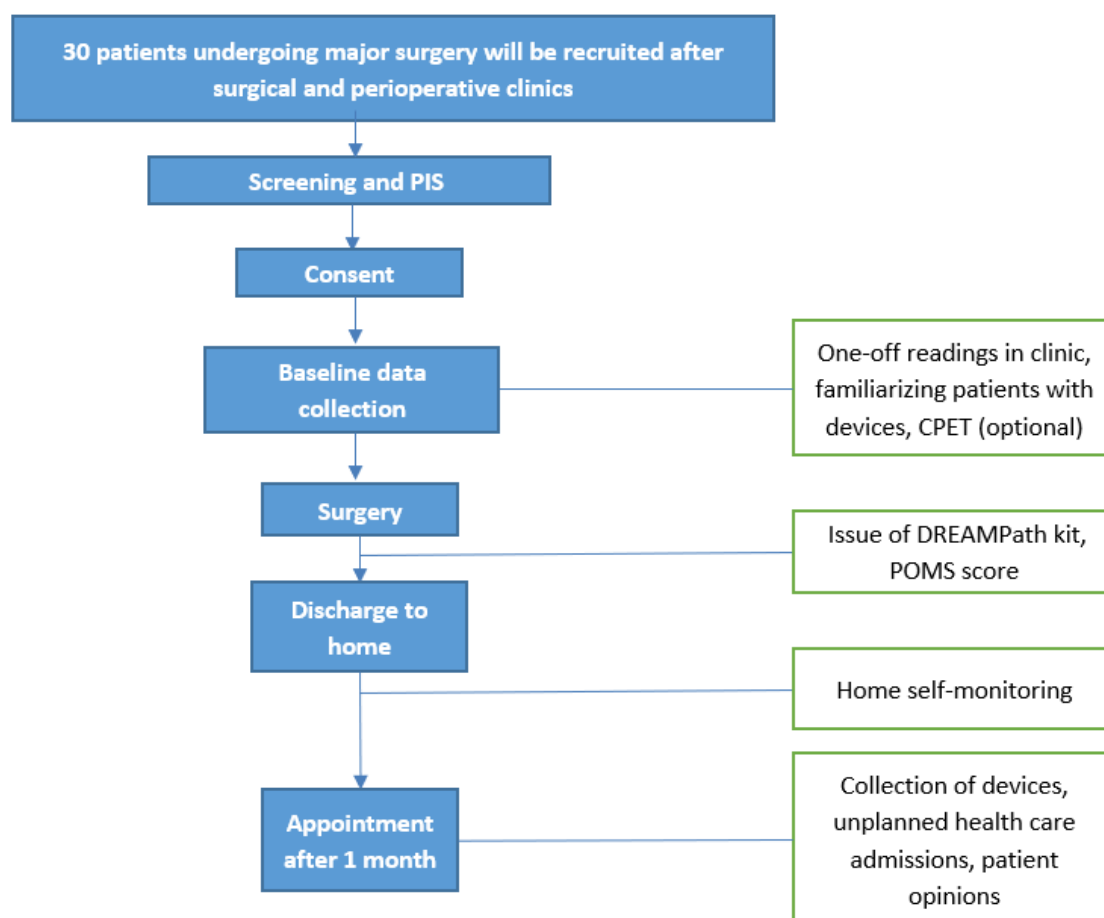 30 patients undergoing major surgery will be recruited after
surgical and perioperative clinics
Screening and PIS
Consent
Baseline data
collection
One-off readings in clinic,
familiarizing patients with
devices, CPET (optional)
Surgery
Issue of DREAMPath kit,
POMS score
Discharge to
home
Home self-monitoring
Appointment
after 1 month
Collection of devices,
unplanned health care
admissions, patient
opinions